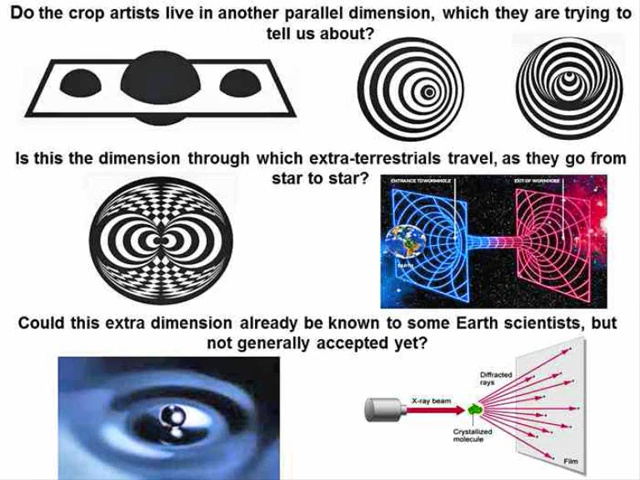 Do the crop artists live in another parallel dimension, which they are trying to
tell us about?
Is this the dimension through which extra-terrestrials travel, as they go from
star to star?
ENTRANCE TO WORMHOLE
EXIT OF WORMHOLE
EARTH
Could this extra dimension already be known to some Earth scientists, but
not generally accepted yet?
Diffracted
rays
X-ray beam
Crystallized
molecule
Film